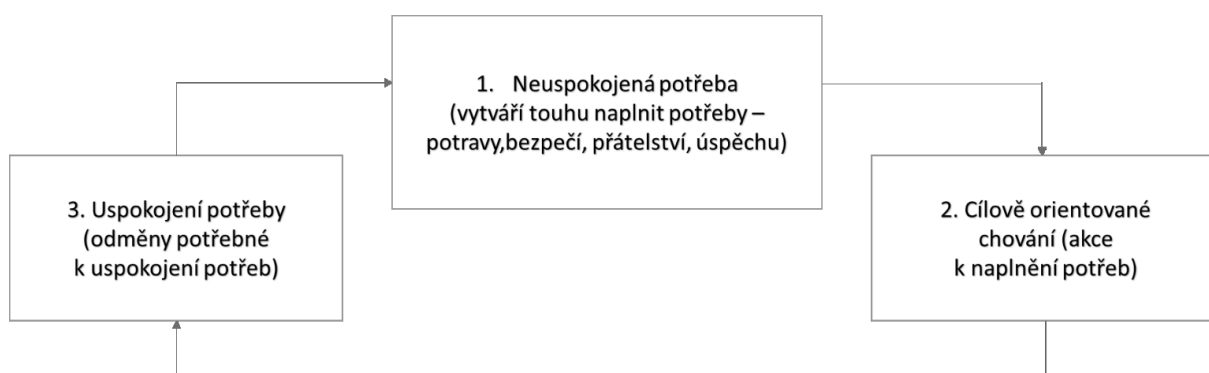 1. Neuspokojená potřeba
(vytváří touhu naplnit potřeby –
potravy,bezpečí, přátelství, úspěchu)
2. Cílově orientované
chování (akce
k naplnění potřeb)
3. Uspokojení potřeby
(odměny potřebné
k uspokojení potřeb)